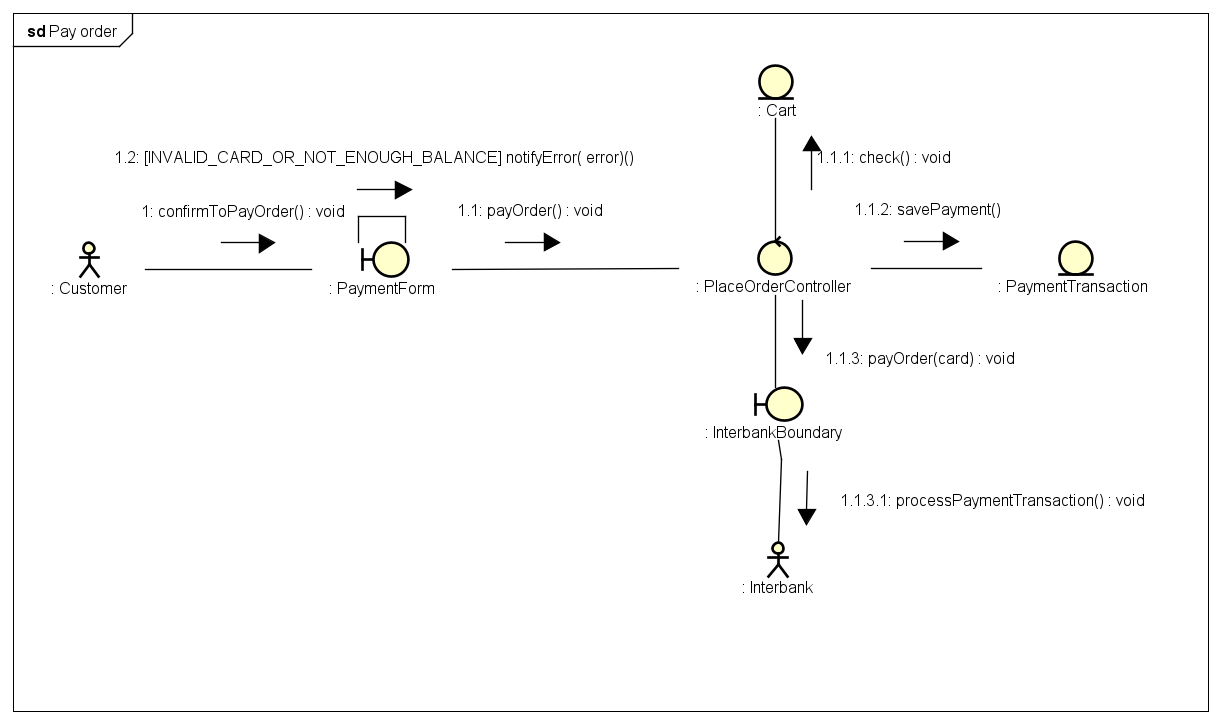 sd Pay order
: Cart
1.2: [INVALID_CARD_OR_NOT_ENOUGH_BALANCE] notifyError( error)()
1.1.1: check() : void
1: confirmToPayOrder() : void
1.1: payOrder() : void
1.1.2: savePayment()
: Customer
: PaymentForm
: PlaceOrderController
: PaymentTransaction
1.1.3: payOrder(card) : void
: InterbankBoundary
1.1.3.1: processPaymentTransaction() : void
: Interbank